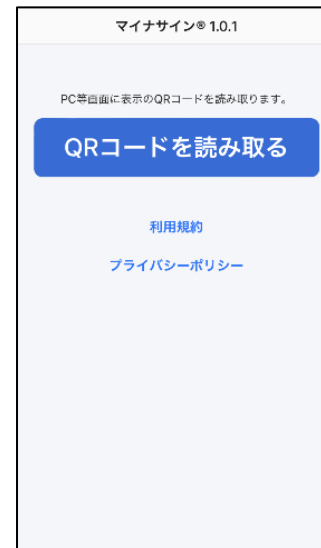 マイナサイン® 1.0.1
PC等画面に表示のQRコードを読み取ります。
QRコードを読み取る
利用規約
プライバシーポリシー